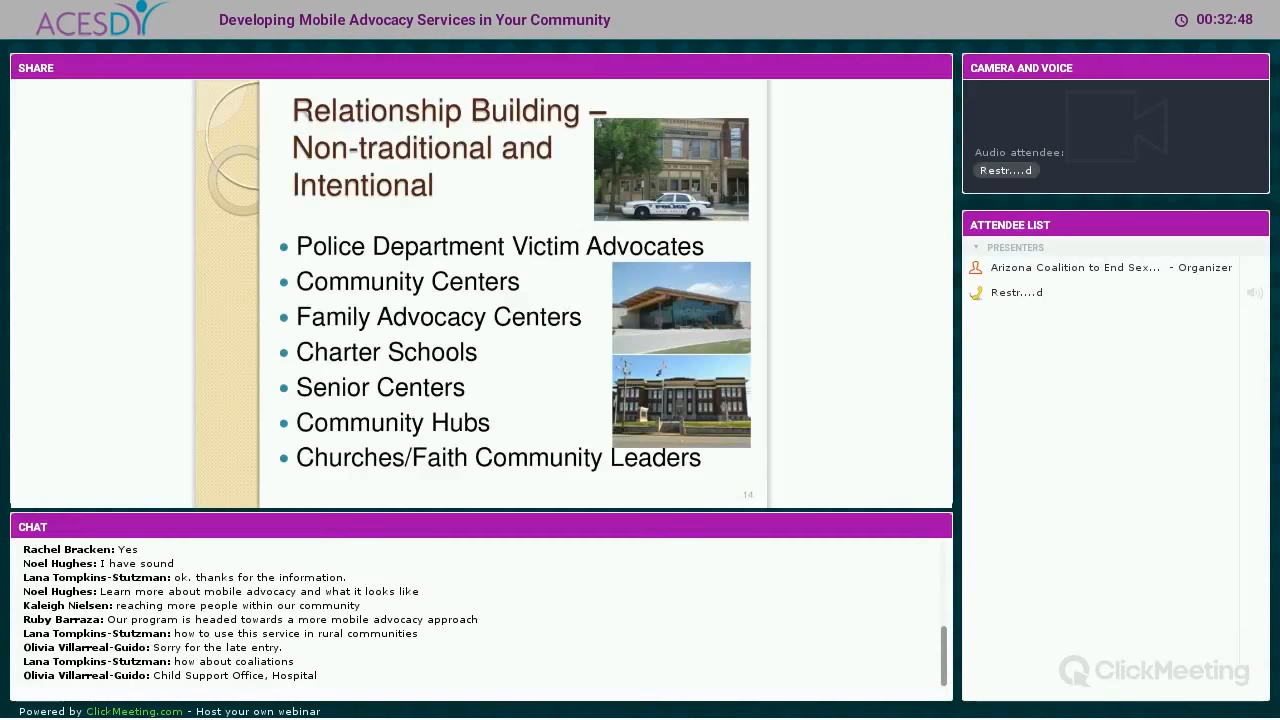 ACESDV
Developing Mobile Advocacy Services in Your Community
00:32:48
SHARE
Relationship Building –
Non-traditional and
Intentional
POLICE
• Police Department Victim Advocates
• Community Centers
• Family Advocacy Centers
• Charter Schools
• Senior Centers
• Community Hubs
• Churches/Faith Community Leaders
14
CHAT
Rachel Bracken: Yes
Noel Hughes: I have sound
Lana Tompkins-Stutzman: ok. thanks for the information.
Noel Hughes: Learn more about mobile advocacy and what it looks like
Kaleigh Nielsen: reaching more people within our community
Ruby Barraza: Our program is headed towards a more mobile advocacy approach
Lana Tompkins-Stutzman: how to use this service in rural communities
Olivia Villarreal-Guido: Sorry for the late entry.
Lana Tompkins-Stutzman: how about coaliations
Olivia Villarreal-Guido: Child Support Office, Hospital
CAMERA AND VOICE
Audio attendee:
Restr....d
ATTENDEE LIST
PRESENTERS
Arizona Coalition to End Sex... - Organizer
Restr....d
ClickMeeting
Powered by ClickMeeting.com - Host your own webinar